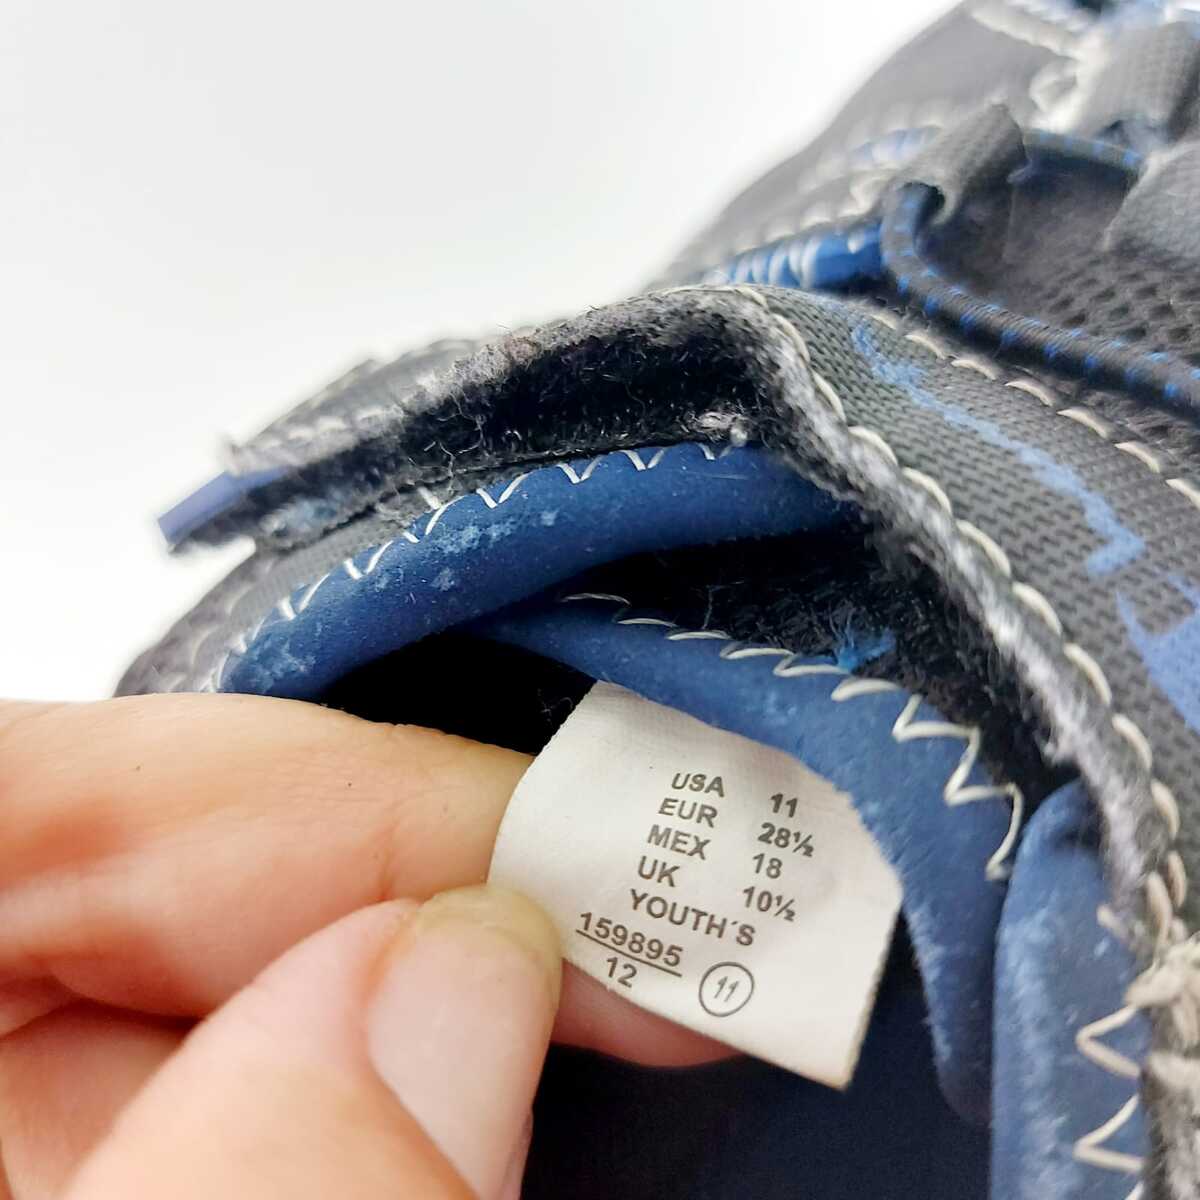 USA 11
EUR 28½
MEX 18
UK 10½
YOUTH´S
159895
12 11